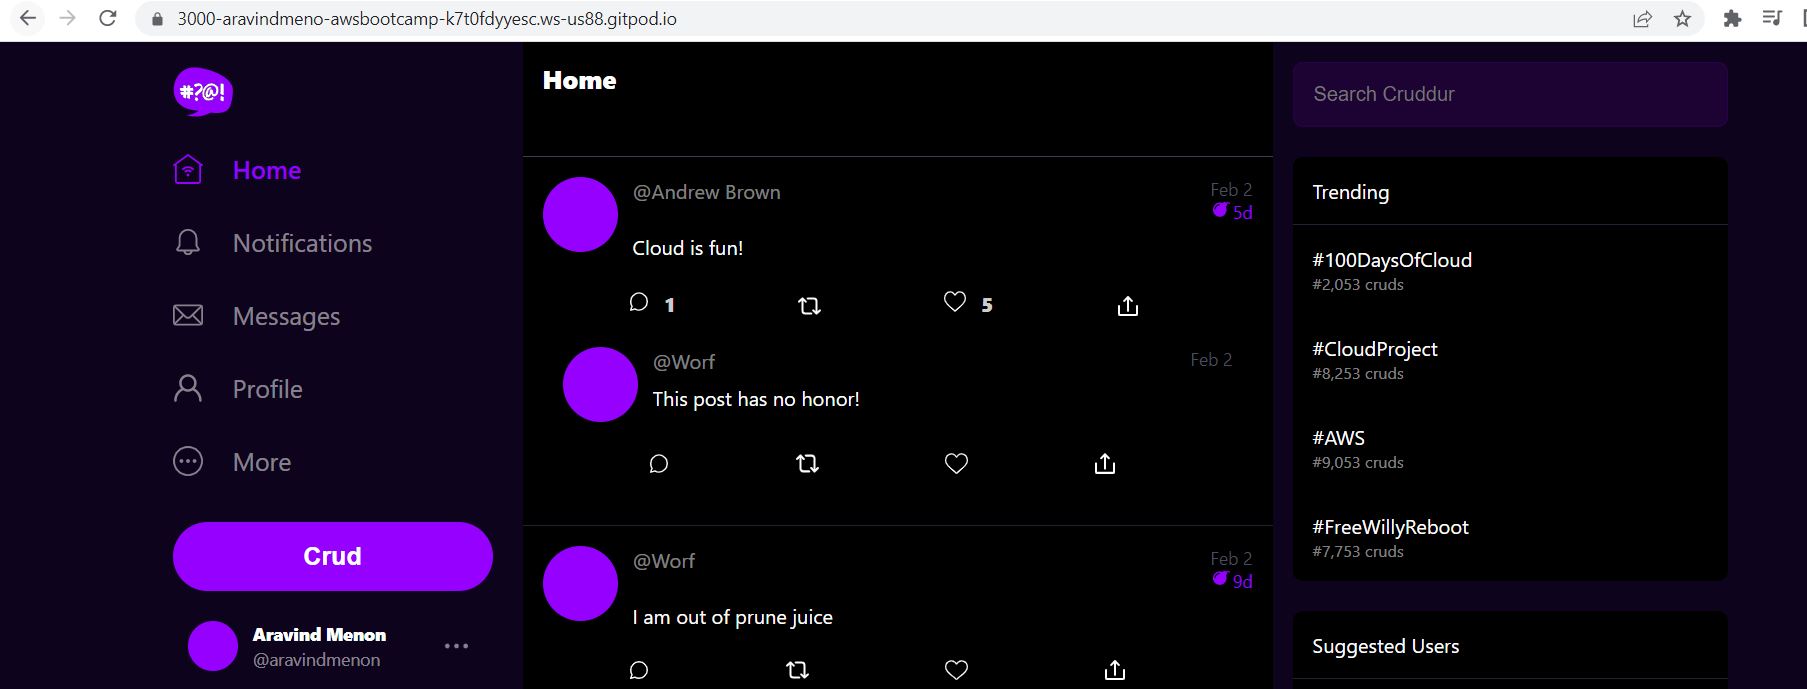 3000-aravindmeno-awsbootcamp-k7t0fdyyesc.ws-us88.gitpod.io
#?@!
Home
Notifications
Messages
Profile
More
Crud
Aravind Menon
@aravindmenon
Home
@Andrew Brown
Feb 2
5d
Cloud is fun!
1
5
@Worf
Feb 2
This post has no honor!
@Worf
Feb 2
9d
I am out of prune juice
Search Cruddur
Trending
#100DaysOfCloud
#2,053 cruds
#CloudProject
#8,253 cruds
#AWS
#9,053 cruds
#FreeWillyReboot
#7,753 cruds
Suggested Users